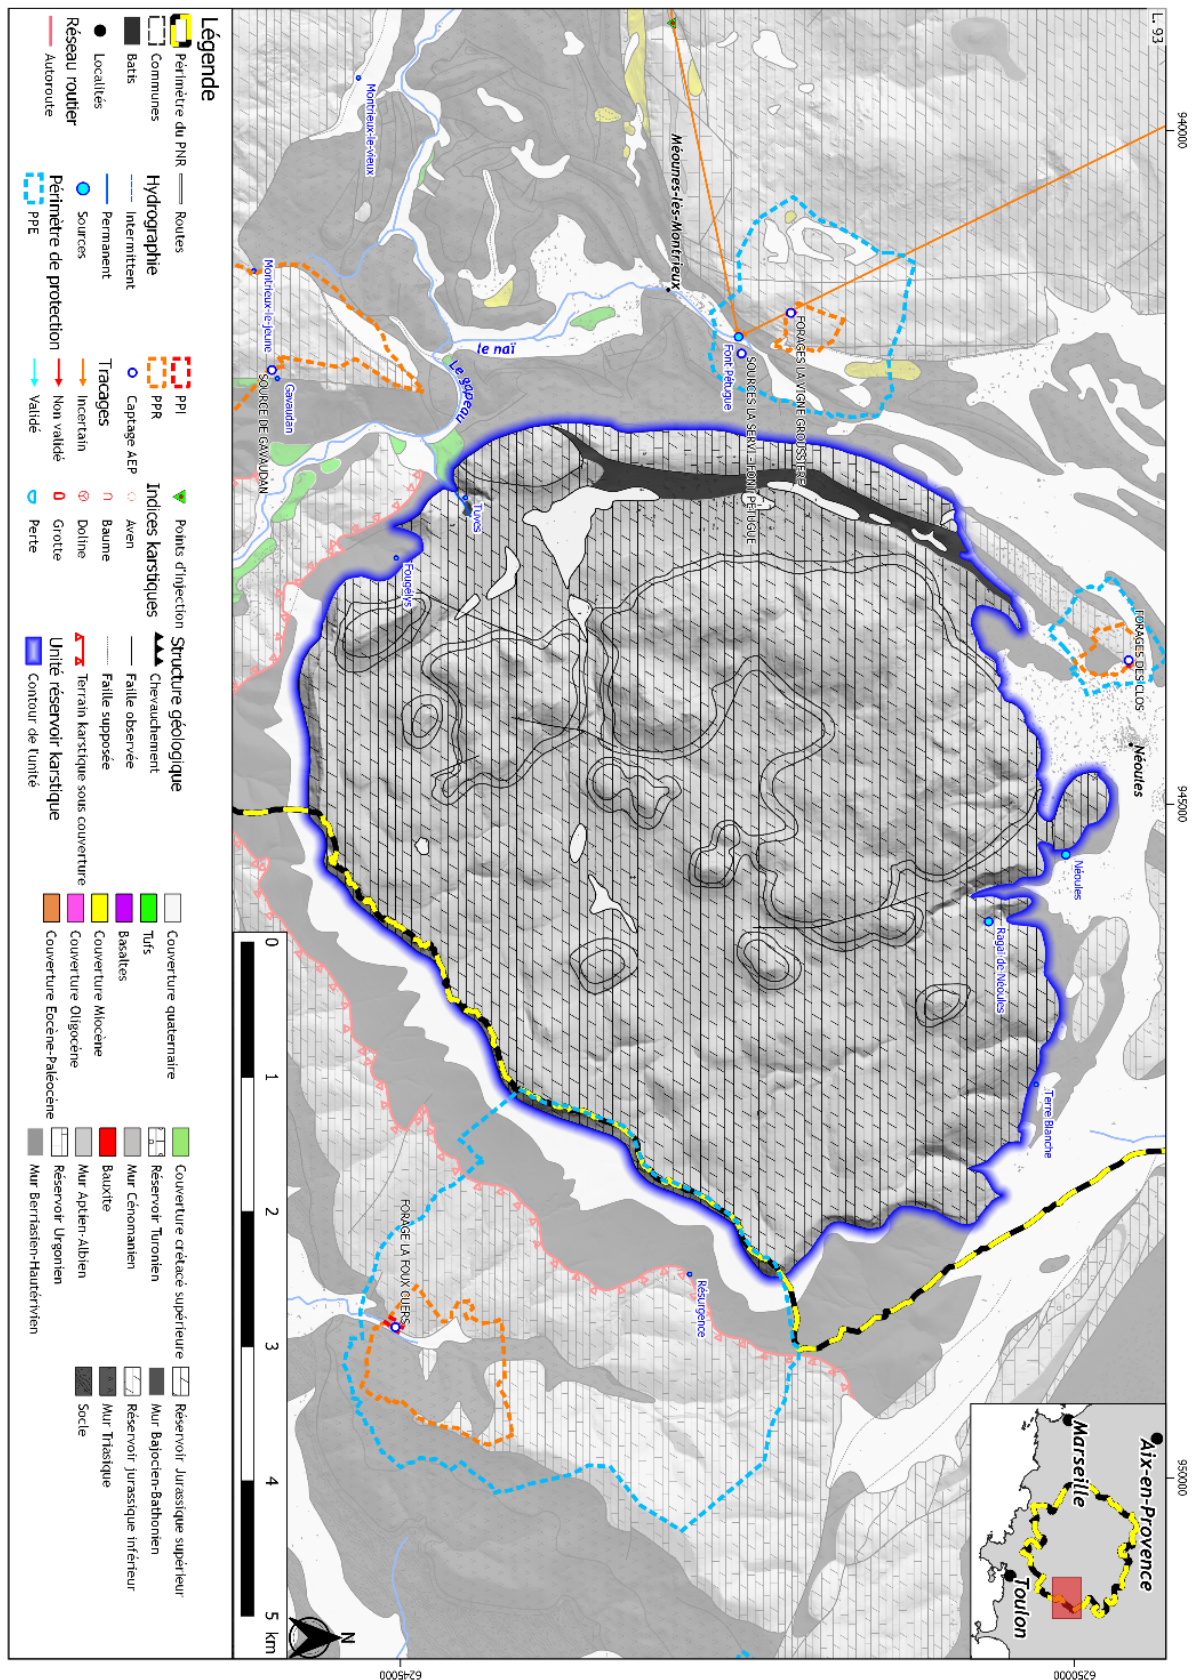 L. 93
940000
945000
950000
6250000
6245000
Aix-en-Provence
Marseille
Toulon
FORAGES DES CLOS
Néoules
Néoules
Ragaï de Néoules
Terre Blanche
Méounes-lès-Montrieux
FORAGES LA VIGNE GROUSSIERE
SOURCES LA SERVI - FONT PETUGUE
Font Pétugue
le naï
Le gapeau
Montrieux-le-vieux
Montrieux-le-jeune
Gavaudan
SOURCE DE GAVAUDAN
Tuves
Fougélys
Résurgence
FORAGE LA FOUX CUERS
0 1 2 3 4 5 km
N
Légende
Périmètre du PNR
Communes
Batis
Localités
Réseau routier
Autoroute
Routes
Hydrographie
Intermittent
Permanent
Sources
Périmètre de protection
PPE
PPI
PPR
Captage AEP
Tracages
Incertain
Non validé
Validé
Points d'injection
Indices karstiques
Aven
Baume
Doline
Grotte
Perte
Structure géologique
Chevauchement
Faille observée
Faille supposée
Terrain karstique sous couverture
Unité réservoir karstique
Contour de l'unité
Couverture quaternaire
Tufs
Basaltes
Couverture Miocène
Couverture Oligocène
Couverture Eocène-Paléocène
Couverture crétacé supérieure
Réservoir Turonien
Mur Cénomanien
Bauxite
Mur Aptien-Albien
Réservoir Urgonien
Mur Berriasien-Hautérivien
Réservoir Jurassique supérieur
Mur Bajocien-Bathonien
Réservoir jurassique inférieur
Mur Triasique
Socle